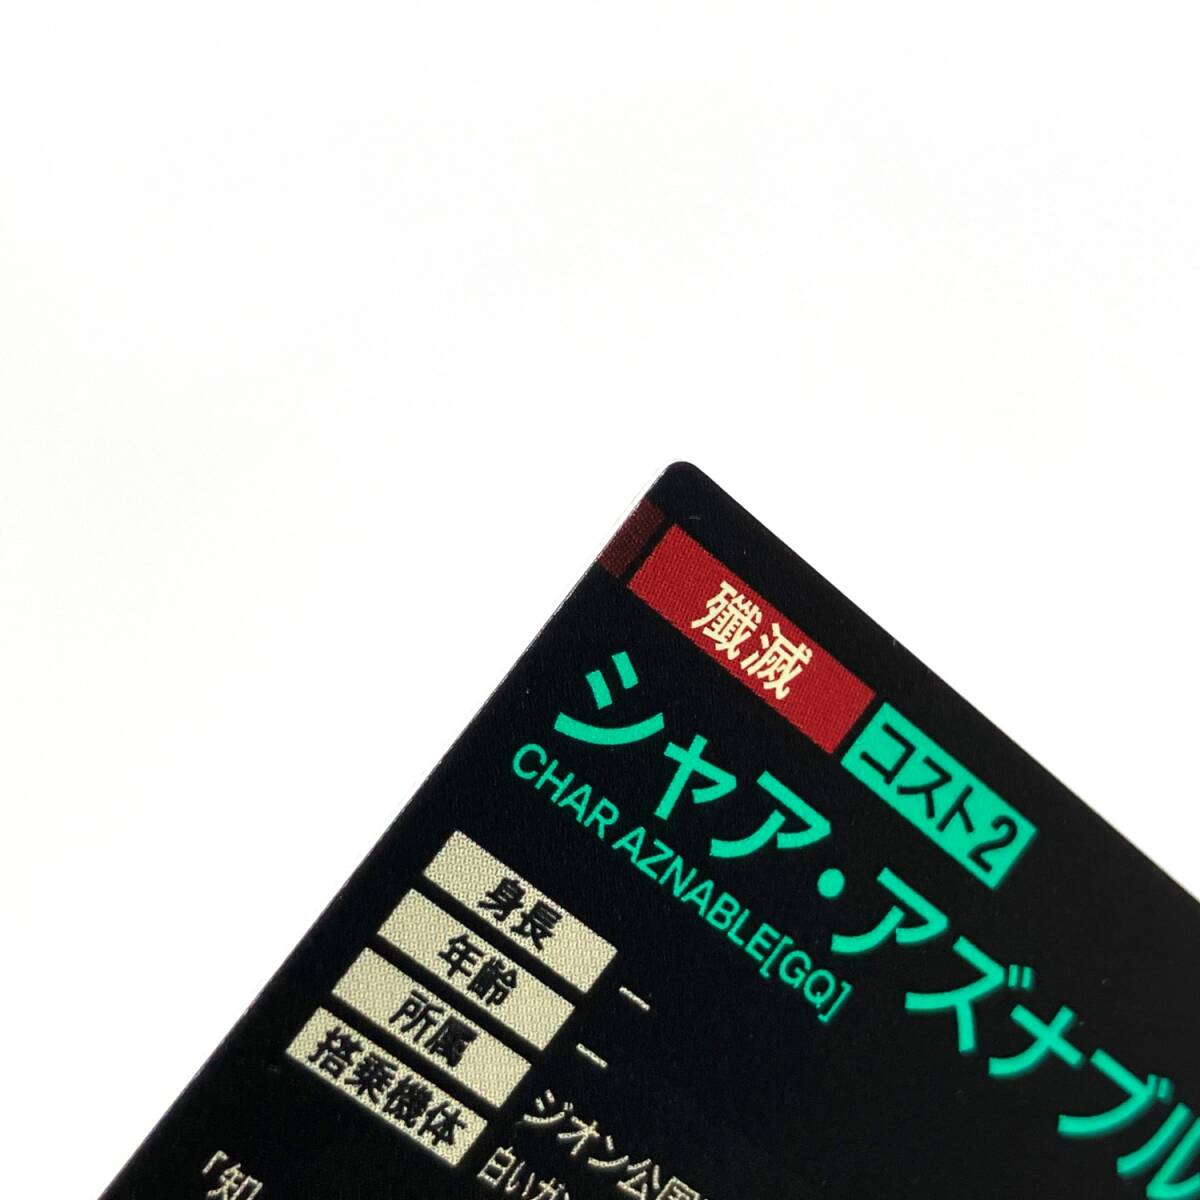 殲滅 コスト2
シャア・アズナブル
CHAR AZNABLE[GQ]
身長 ー
年齢 ー
所属 ジオン公国
搭乗機体 白いガン
「知